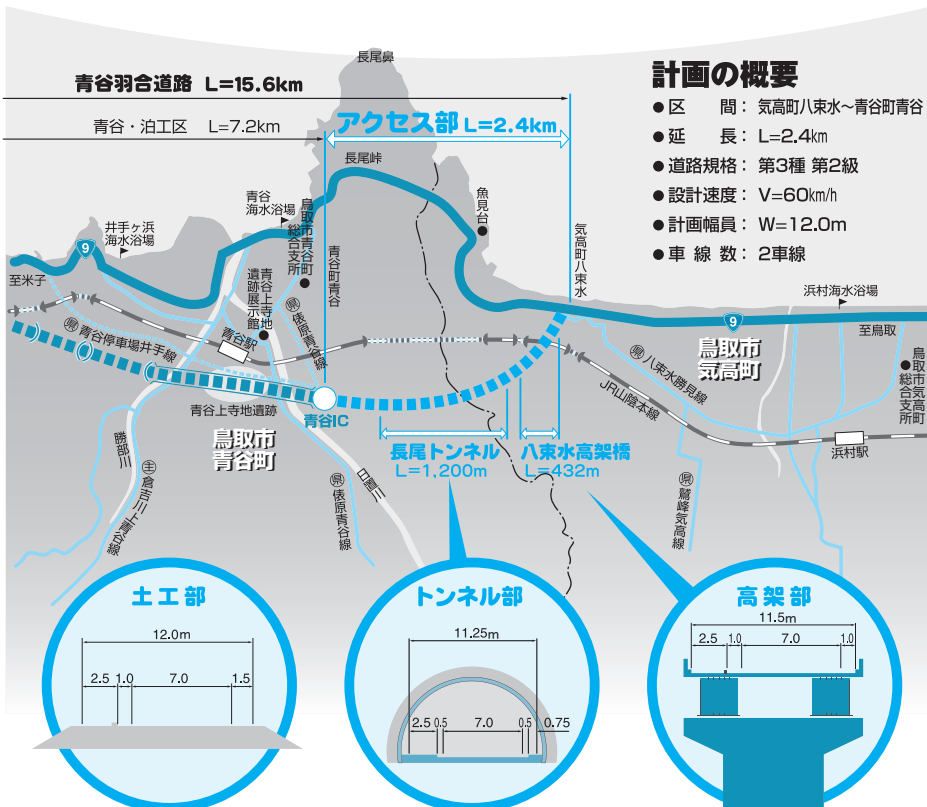 長尾鼻
青谷羽合道路 L=15.6km
青谷・泊工区 L=7.2km
アクセス部 L=2.4km
計画の概要
●区　　間： 気高町八束水〜青谷町青谷
●延　　長： L=2.4km
●道路規格： 第3種 第2級
●設計速度： V=60km/h
●計画幅員： W=12.0m
●車 線 数： 2車線
長尾峠
魚見台
青谷
海水浴場
井手ヶ浜
海水浴場
鳥取市青谷町
総合支所
青谷町青谷
気高町八束水
9
至米子
青谷上寺地
遺跡展示館
県 俵原青谷線
青谷駅
県 青谷停車場井手線
浜村海水浴場
9
至鳥取
鳥取市
気高町
鳥取市気高町
総合支所
県 八束水勝見線
JR山陰本線
浜村駅
青谷上寺地遺跡
青谷IC
鳥取市
青谷町
長尾トンネル
L=1,200m
八束水高架橋
L=432m
勝部川
主 倉吉川上青谷線
日置川
県 俵原青谷線
県 鷲峰気高線
土工部
12.0m
2.5 1.0 7.0 1.5
トンネル部
11.25m
2.5 0.5 7.0 0.5 0.75
高架部
11.5m
2.5 1.0 7.0 1.0